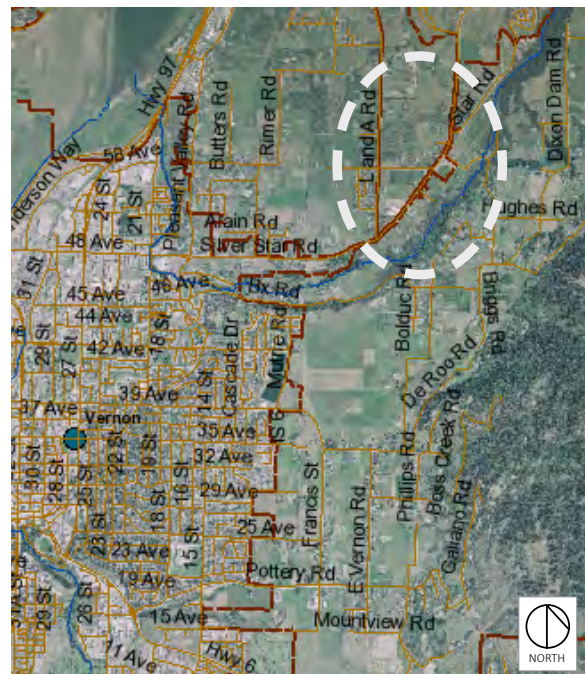 Hwy 97
Butters Rd
Rimer Rd
L and A Rd
Star Rd
Dixon Dam Rd
Pleasant Valley Rd
58 Ave
Anderson Way
24 St
21 St
Alain Rd
Hughes Rd
48 Ave
Silver Star Rd
31 St
46 Ave
Bx Rd
45 Ave
Bolduc Rd
Briggs Rd
44 Ave
18 St
Mutrie Rd
29 St
27 St
42 Ave
Cascade Dr
De Roo Rd
39 Ave
14 St
37 Ave
Vernon
35 Ave
32 Ave
30 St
28 St
25 St
22 St
19 St
16 St
29 Ave
Francis St
E Vernon Rd
Phillips Rd
Boss Creek Rd
Galiano Rd
23 St
18 St
15 St
25 Ave
23 Ave
19 Ave
Pottery Rd
29 St
26 St
15 Ave
Mountview Rd
11 Ave
Hwy 6
NORTH